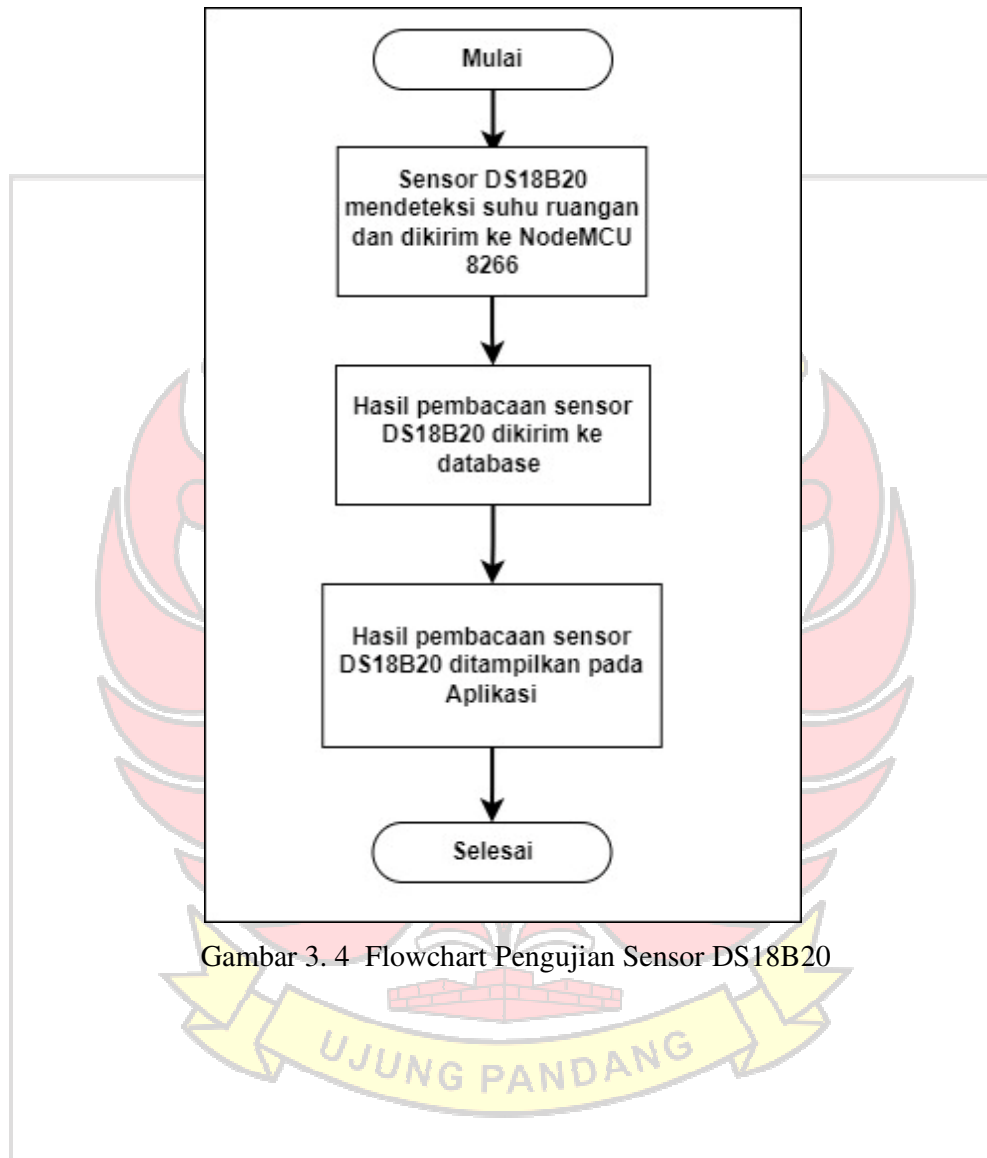 Mulai
Sensor DS18B20
mendeteksi suhu ruangan
dan dikirim ke NodeMCU
8266
Hasil pembacaan sensor
DS18B20 dikirim ke
database
Hasil pembacaan sensor
DS18B20 ditampilkan pada
Aplikasi
Selesai
Gambar 3. 4 Flowchart Pengujian Sensor DS18B20
UJUNG PANDANG